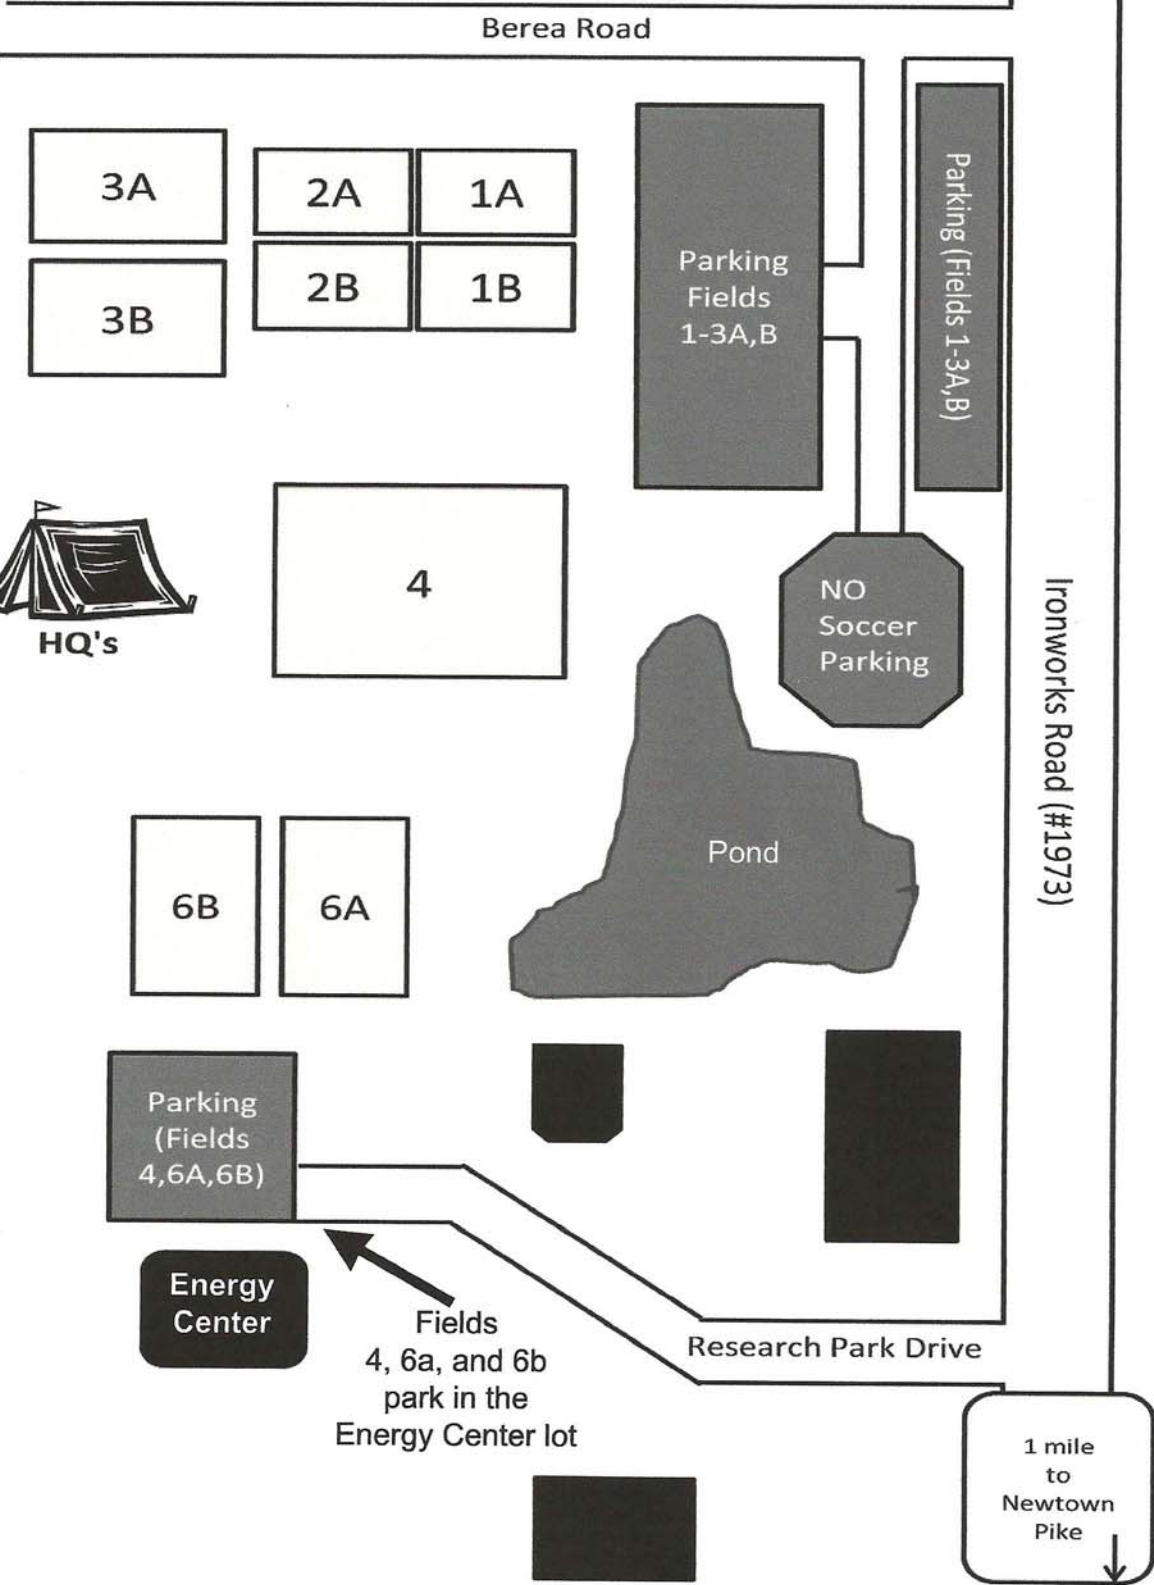 Berea Road
3A
2A
1A
3B
2B
1B
Parking
Fields
1-3A,B
Parking (Fields 1-3A,B)
HQ's
4
NO
Soccer
Parking
Ironworks Road (#1973)
Pond
6B
6A
Parking
(Fields
4,6A,6B)
Energy
Center
Fields
4, 6a, and 6b
park in the
Energy Center lot
Research Park Drive
1 mile
to
Newtown
Pike